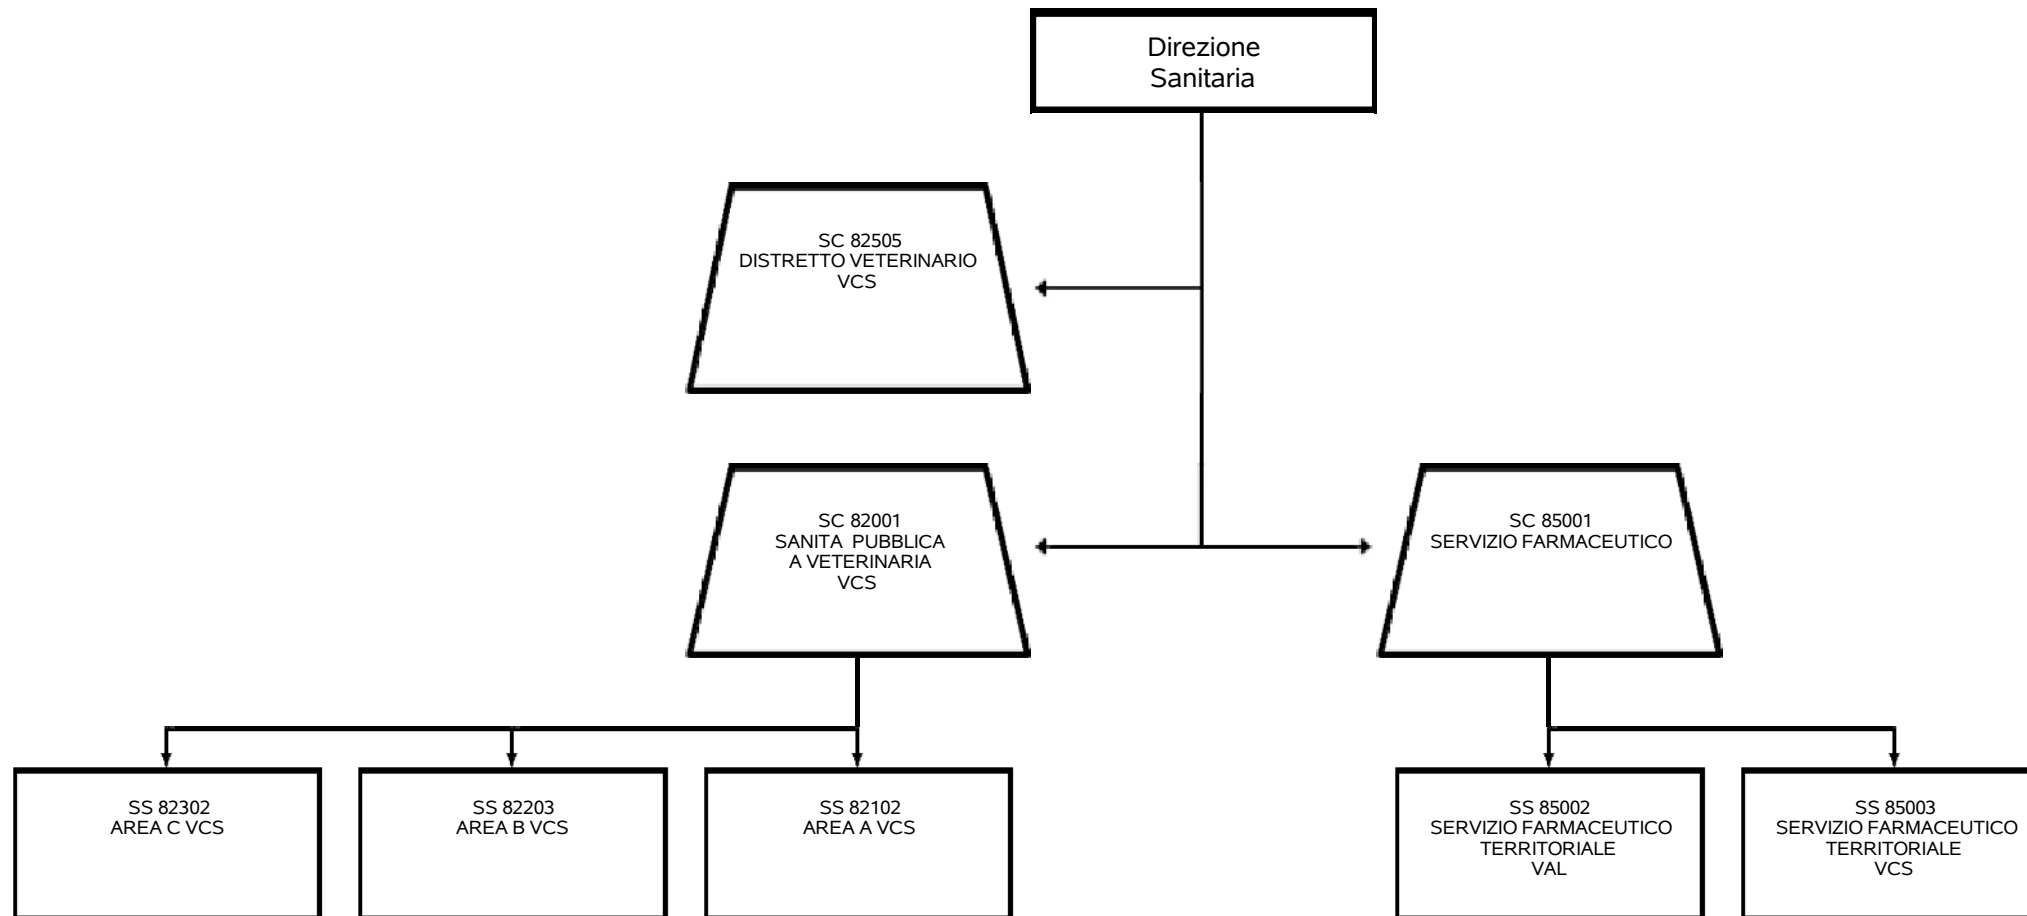 Direzione
Sanitaria
SC 82505
DISTRETTO VETERINARIO
VCS
SC 82001
SANITA PUBBLICA
A VETERINARIA
VCS
SC 85001
SERVIZIO FARMACEUTICO
SS 82302
AREA C VCS
SS 82203
AREA B VCS
SS 82102
AREA A VCS
SS 85002
SERVIZIO FARMACEUTICO
TERRITORIALE
VAL
SS 85003
SERVIZIO FARMACEUTICO
TERRITORIALE
VCS